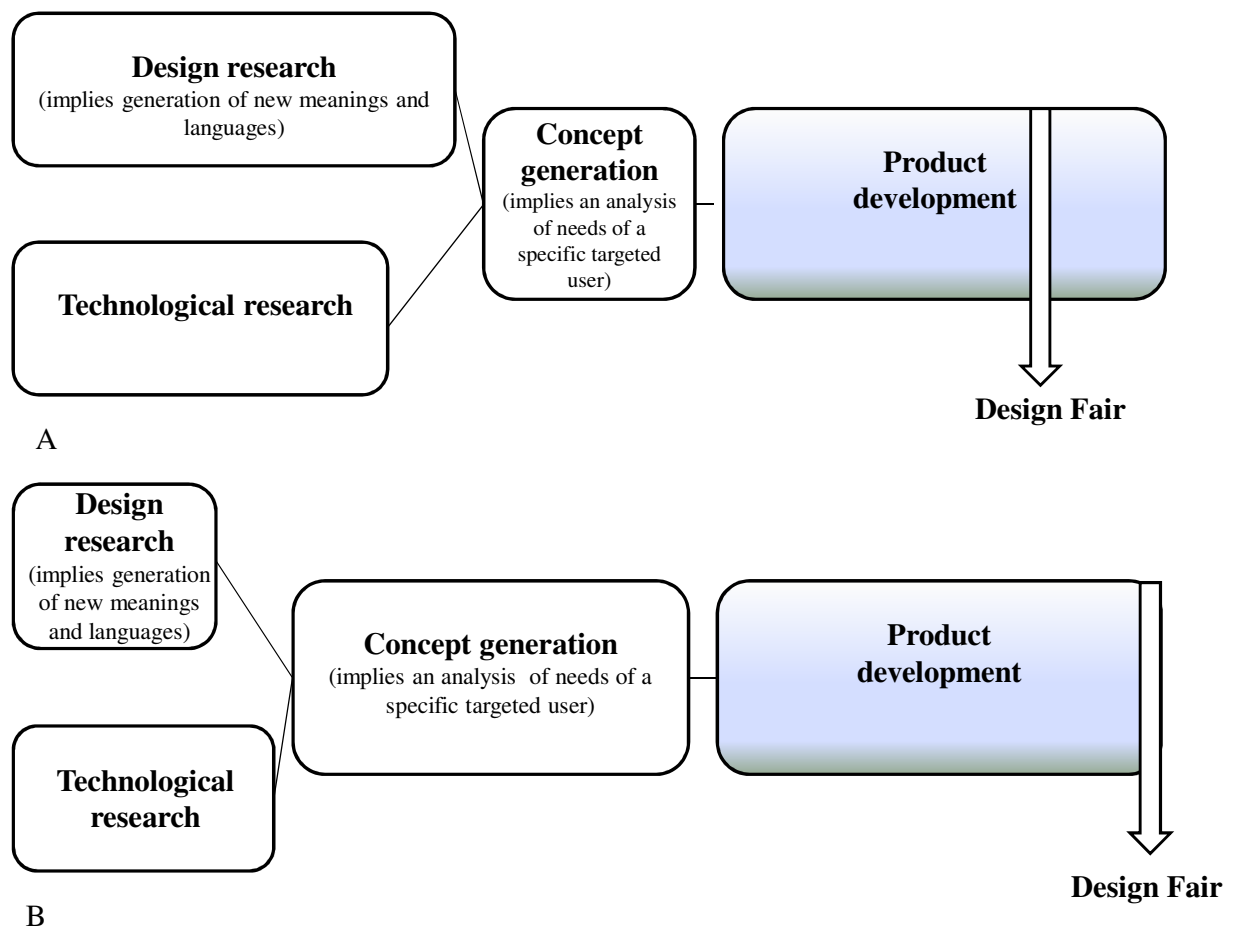 Design research
(implies generation of new meanings and
languages)
Concept
generation
(implies an analysis
of needs of a
specific targeted
user)
Product
development
Technological research
Design Fair
A
Design
research
(implies generation
of new meanings
and languages)
Concept generation
(implies an analysis of needs of a
specific targeted user)
Product
development
Technological
research
Design Fair
B